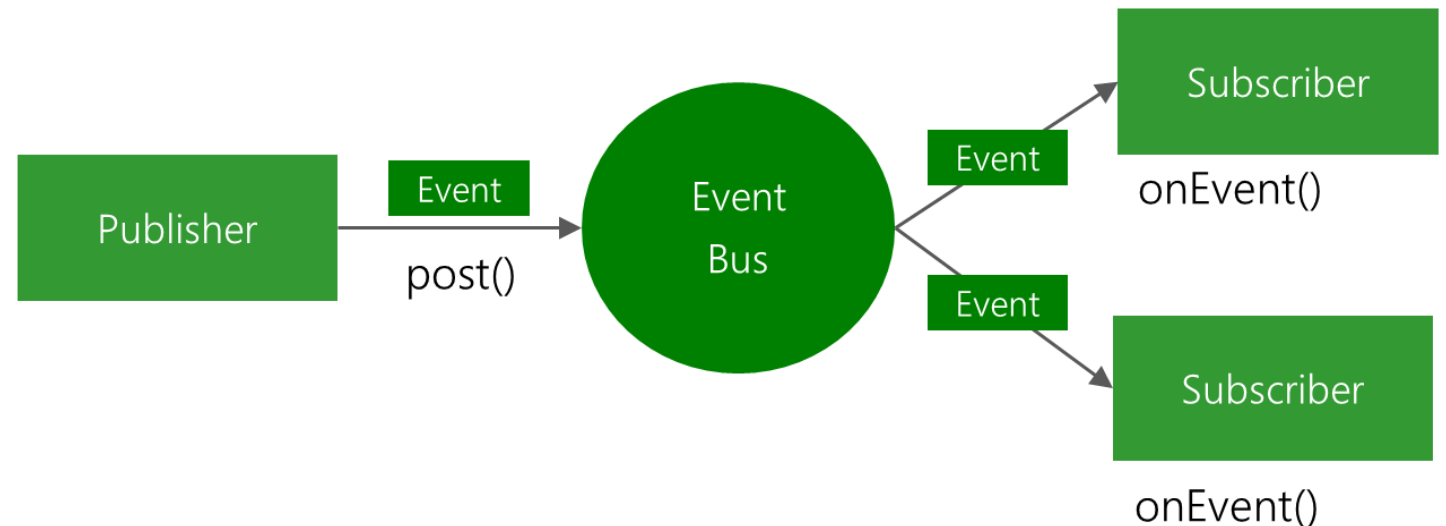 Publisher
Event
post()
Event
Bus
Event
Subscriber
onEvent()
Event
Subscriber
onEvent()